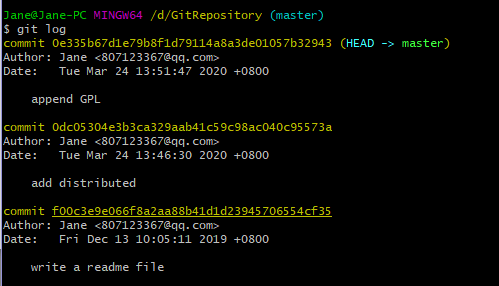 Jane@Jane-PC MINGW64 /d/GitRepository (master)
$ git log
commit 0e335b67d1e79b8f1d79114a8a3de01057b32943 (HEAD -> master)
Author: Jane <807123367@qq.com>
Date:   Tue Mar 24 13:51:47 2020 +0800
    append GPL
commit 0dc05304e3b3ca329aab41c59c98ac040c95573a
Author: Jane <807123367@qq.com>
Date:   Tue Mar 24 13:46:30 2020 +0800
    add distributed
commit f00c3e9e066f8a2aa88b41d1d23945706554cf35
Author: Jane <807123367@qq.com>
Date:   Fri Dec 13 10:05:11 2019 +0800
    write a readme file